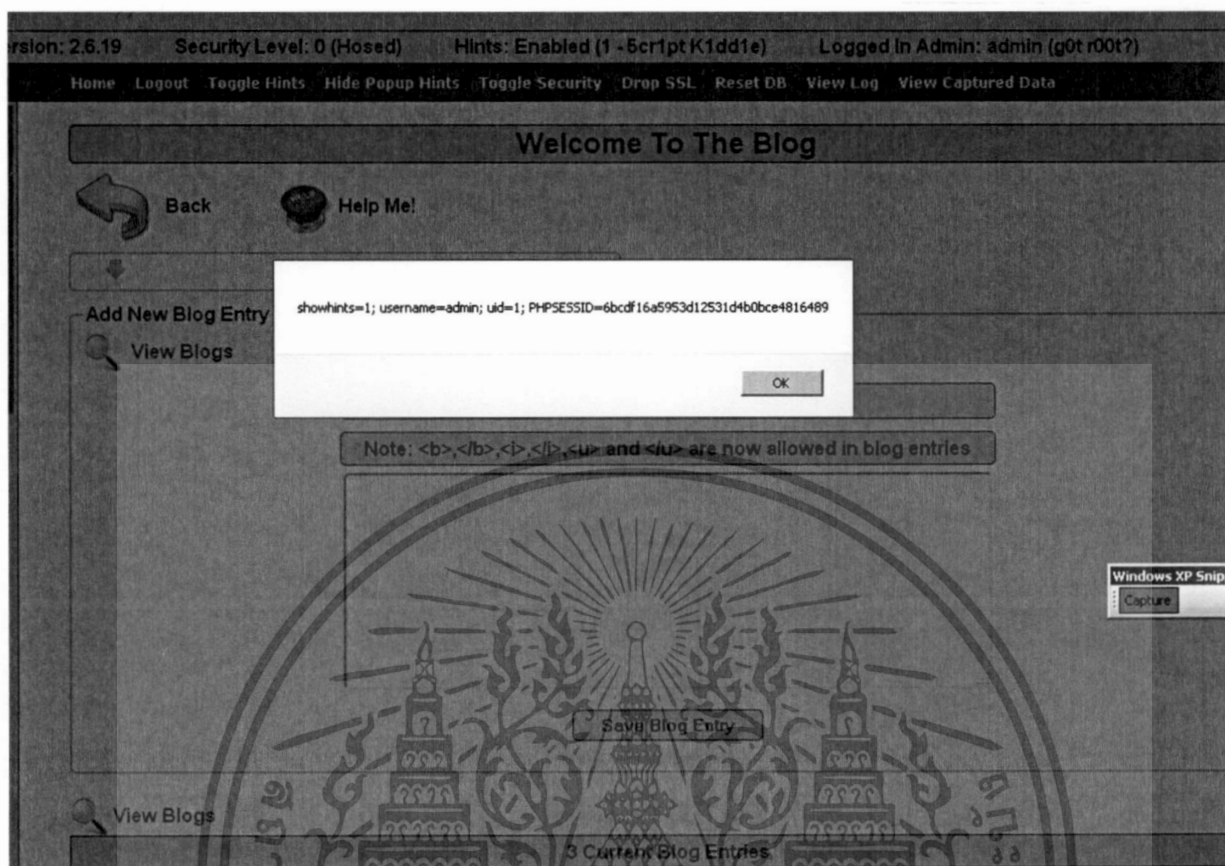 rsion: 2.6.19 Security Level: 0 (Hosed) Hints: Enabled (1 - 5cr1pt K1dd1e) Logged In Admin: admin (g0t r00t?)
Home Logout Toggle Hints Hide Popup Hints Toggle Security Drop SSL Reset DB View Log View Captured Data
Welcome To The Blog
Back Help Me!
showhints=1; username=admin; uid=1; PHPSESSID=6bcdf16a5953d12531d4b0bce4816489
OK
Add New Blog Entry
View Blogs
Note: <b>,</b>,<i>,</i>,<u> and </u> are now allowed in blog entries
Windows XP Snip
Capture
Save Blog Entry
View Blogs
3 Current Blog Entries